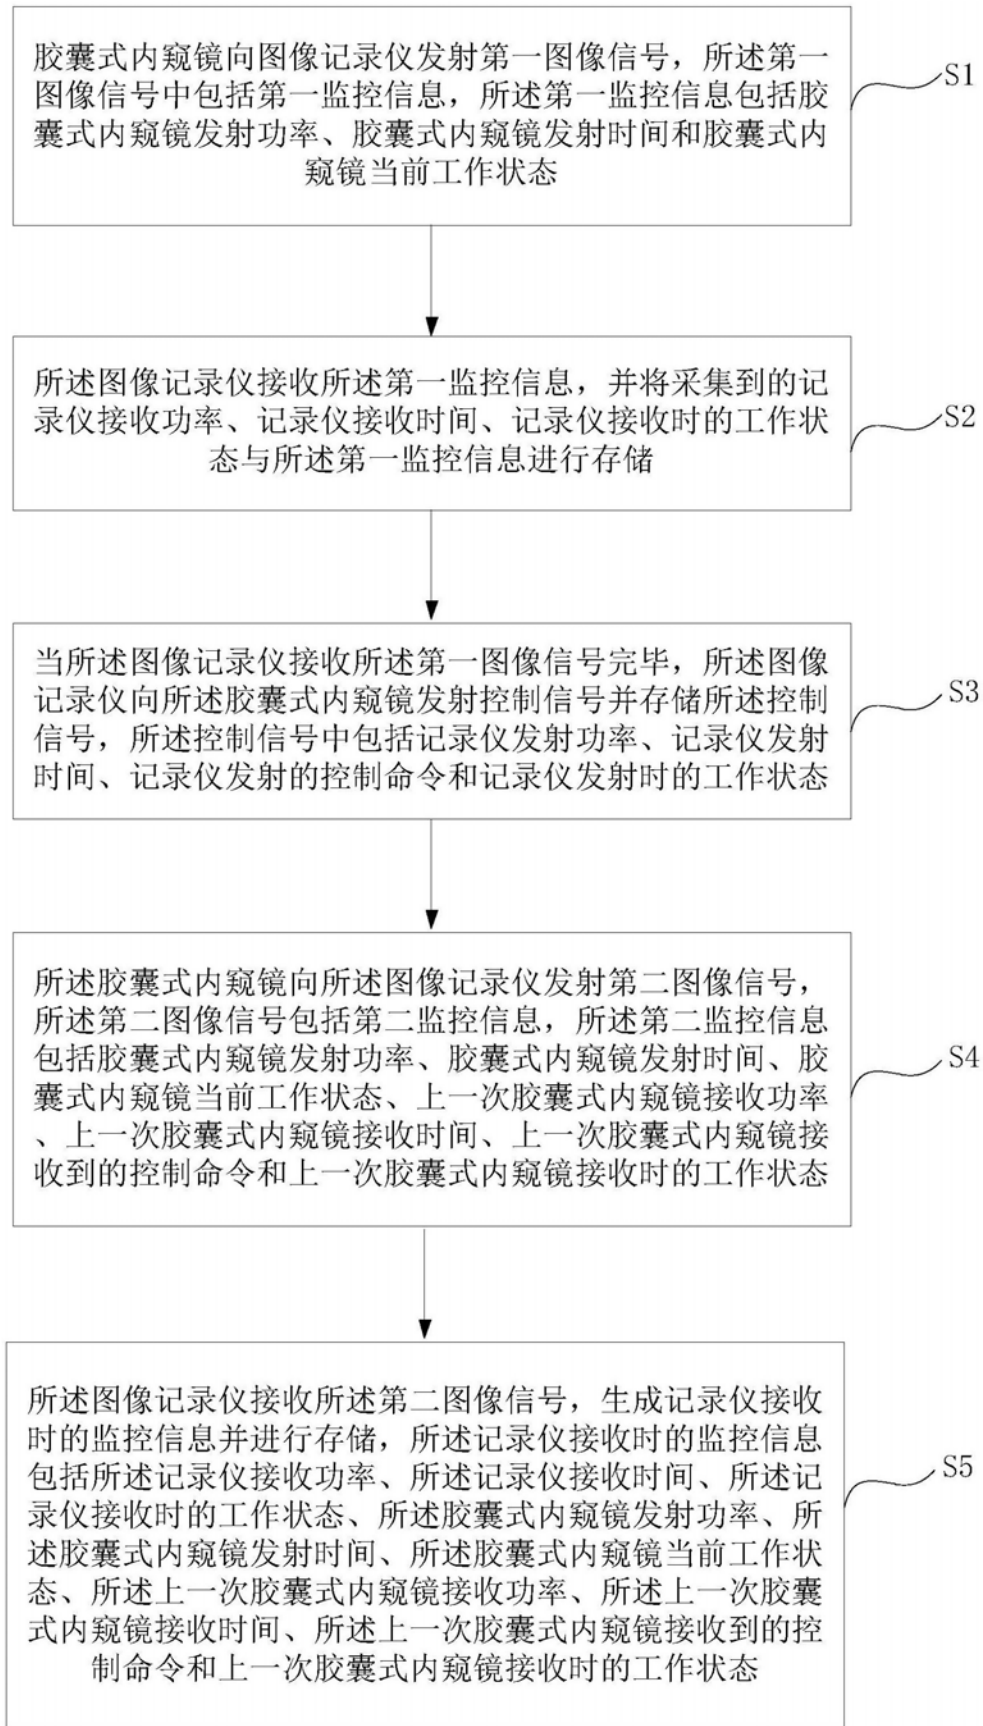 胶囊式内窥镜向图像记录仪发射第一图像信号，所述第一
图像信号中包括第一监控信息，所述第一监控信息包括胶
囊式内窥镜发射功率、胶囊式内窥镜发射时间和胶囊式内
窥镜当前工作状态
S1
所述图像记录仪接收所述第一监控信息，并将采集到的记
录仪接收功率、记录仪接收时间、记录仪接收时的工作状
态与所述第一监控信息进行存储
S2
当所述图像记录仪接收所述第一图像信号完毕，所述图像
记录仪向所述胶囊式内窥镜发射控制信号并存储所述控制
信号，所述控制信号中包括记录仪发射功率、记录仪发射
时间、记录仪发射的控制命令和记录仪发射时的工作状态
S3
所述胶囊式内窥镜向所述图像记录仪发射第二图像信号，
所述第二图像信号包括第二监控信息，所述第二监控信息
包括胶囊式内窥镜发射功率、胶囊式内窥镜发射时间、胶
囊式内窥镜当前工作状态、上一次胶囊式内窥镜接收功率
、上一次胶囊式内窥镜接收时间、上一次胶囊式内窥镜接
收到的控制命令和上一次胶囊式内窥镜接收时的工作状态
S4
所述图像记录仪接收所述第二图像信号，生成记录仪接收
时的监控信息并进行存储，所述记录仪接收时的监控信息
包括所述记录仪接收功率、所述记录仪接收时间、所述记
录仪接收时的工作状态、所述胶囊式内窥镜发射功率、所
述胶囊式内窥镜发射时间、所述胶囊式内窥镜当前工作状
态、所述上一次胶囊式内窥镜接收功率、所述上一次胶囊
式内窥镜接收时间、所述上一次胶囊式内窥镜接收到的控
制命令和上一次胶囊式内窥镜接收时的工作状态
S5